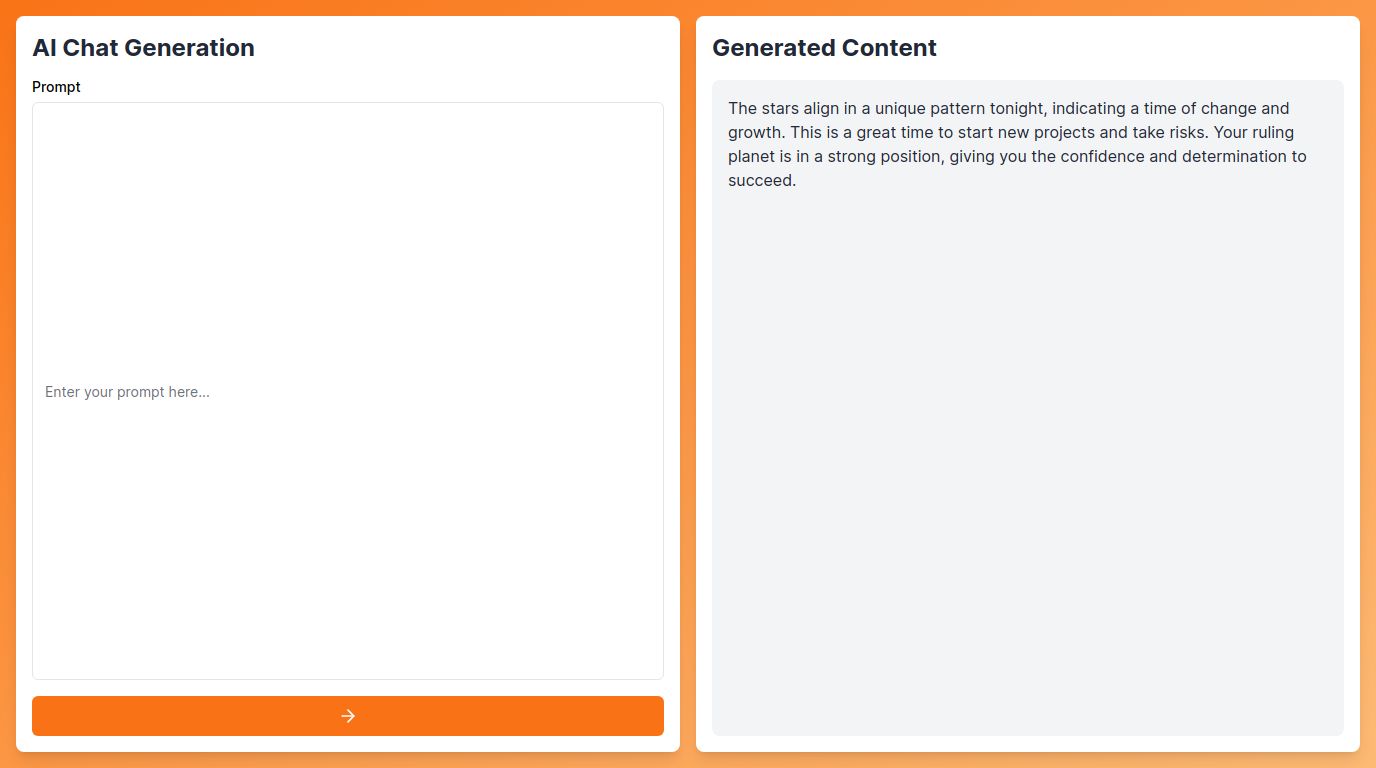 AI Chat Generation
Prompt
Enter your prompt here...
Generated Content
The stars align in a unique pattern tonight, indicating a time of change and
growth. This is a great time to start new projects and take risks. Your ruling
planet is in a strong position, giving you the confidence and determination to
succeed.